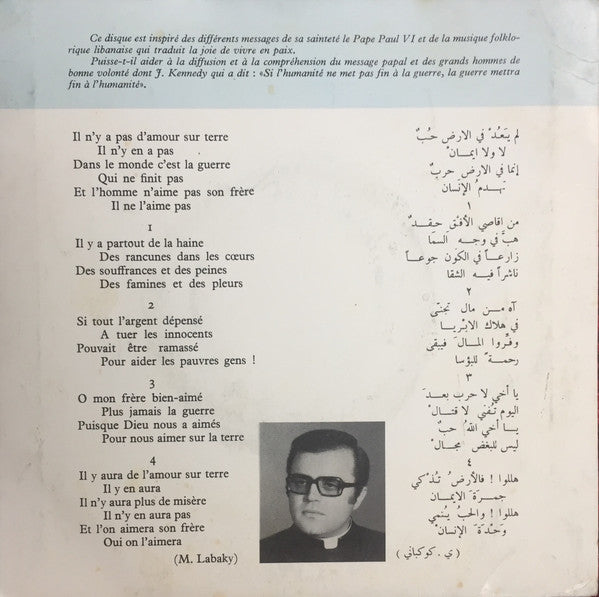 Ce disque est inspiré des différents messages de sa sainteté le Pape Paul VI et de la musique folklo-
rique libanaise qui traduit la joie de vivre en paix.
Puisse-t-il aider à la diffusion et à la compréhension du message papal et des grands hommes de
bonne volonté dont J. Kennedy qui a dit : «Si l'humanité ne met pas fin à la guerre, la guerre mettra
fin à l'humanité».
Il n'y a pas d'amour sur terre
Il n'y en a pas
Dans le monde c'est la guerre
Qui ne finit pas
Et l'homme n'aime pas son frère
Il ne l'aime pas
1
Il y a partout de la haine
Des rancunes dans les cœurs
Des souffrances et des peines
Des famines et des pleurs
2
Si tout l'argent dépensé
A tuer les innocents
Pouvait être ramassé
Pour aider les pauvres gens !
3
O mon frère bien-aimé
Plus jamais la guerre
Puisque Dieu nous a aimés
Pour nous aimer sur la terre
4
Il y aura de l'amour sur terre
Il y en aura
Il n'y aura plus de misère
Il n'y en aura pas
Et l'on aimera son frère
Oui on l'aimera
(M. Labaky)
لم يَعُدْ في الارضِ حُبٌ
لا ولا ايمانْ
إنما في الارض حربٌ
تهدمُ الإنسان
١
من اقاصي الأفق حقدٌ
هبَّ في وجه السمَا
زارعاً في الكون جوعاً
ناشراً فيه الشقا
٢
آه من مال تجنّى
في هلاك الابريا
وفّروا المالَ فيبقى
رحمةً للبؤسا
٣
يا أخي لا حرب بعدَ
اليوم تُفني لا قتالْ
يا أخي اللهُ حبٌ
ليس للبغض مجالْ
٤
هللوا ! فالأرضُ تُذكي
جمرةَ الإيمان
هللوا ! والحبُ يُنمي
وحْدةَ الإنسانْ
(ي. كوكباني)